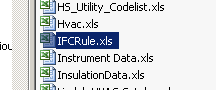 HS_Utility_Codelist.xls
Hvac.xls
IFCRule.xls
Instrument Data.xls
InsulationData.xls